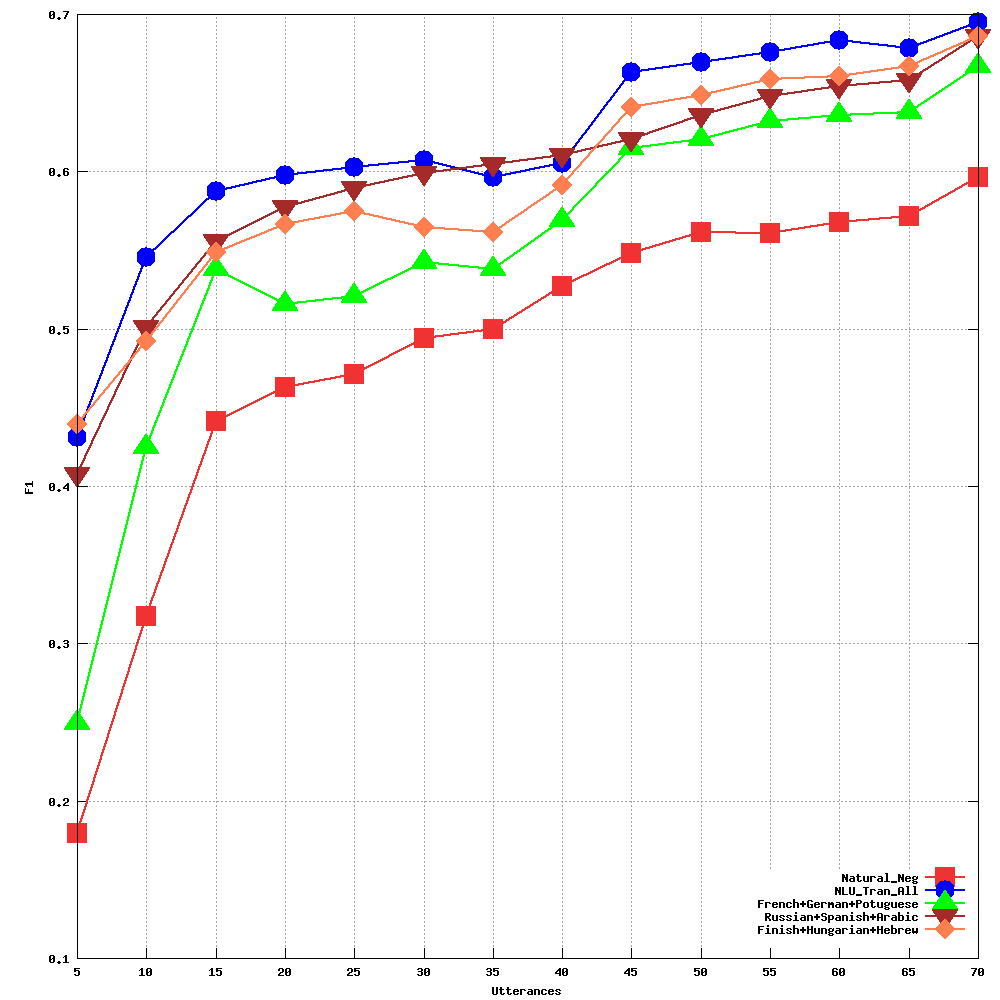 0.7
0.6
0.5
0.4
0.3
0.2
0.1
F1
5 10 15 20 25 30 35 40 45 50 55 60 65 70
Utterances
Natural_Neg
NLU_Tran_All
French+German+Potuguese
Russian+Spanish+Arabic
Finish+Hungarian+Hebrew